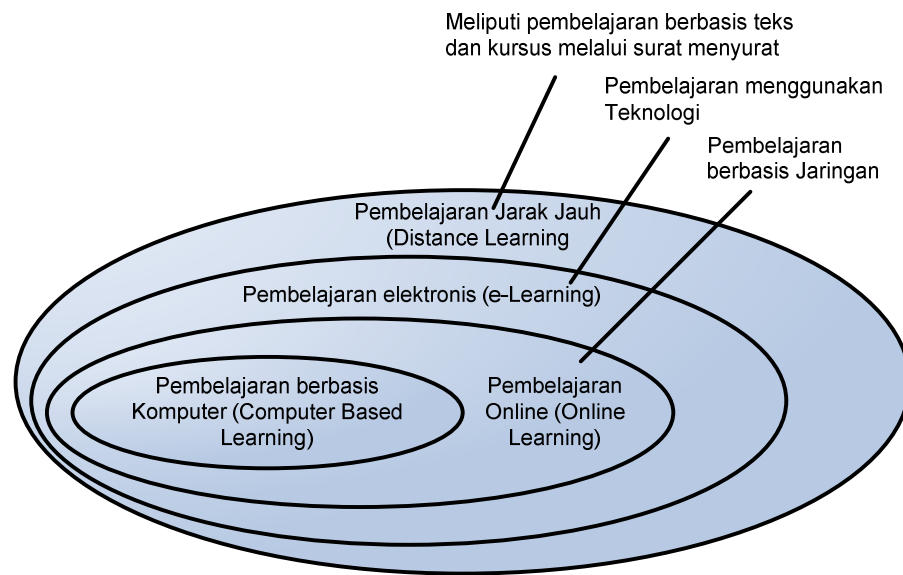 Meliputi pembelajaran berbasis teks
dan kursus melalui surat menyurat
Pembelajaran menggunakan
Teknologi
Pembelajaran
berbasis Jaringan
Pembelajaran Jarak Jauh
(Distance Learning
Pembelajaran elektronis (e-Learning)
Pembelajaran berbasis
Komputer (Computer Based
Learning)
Pembelajaran
Online (Online
Learning)